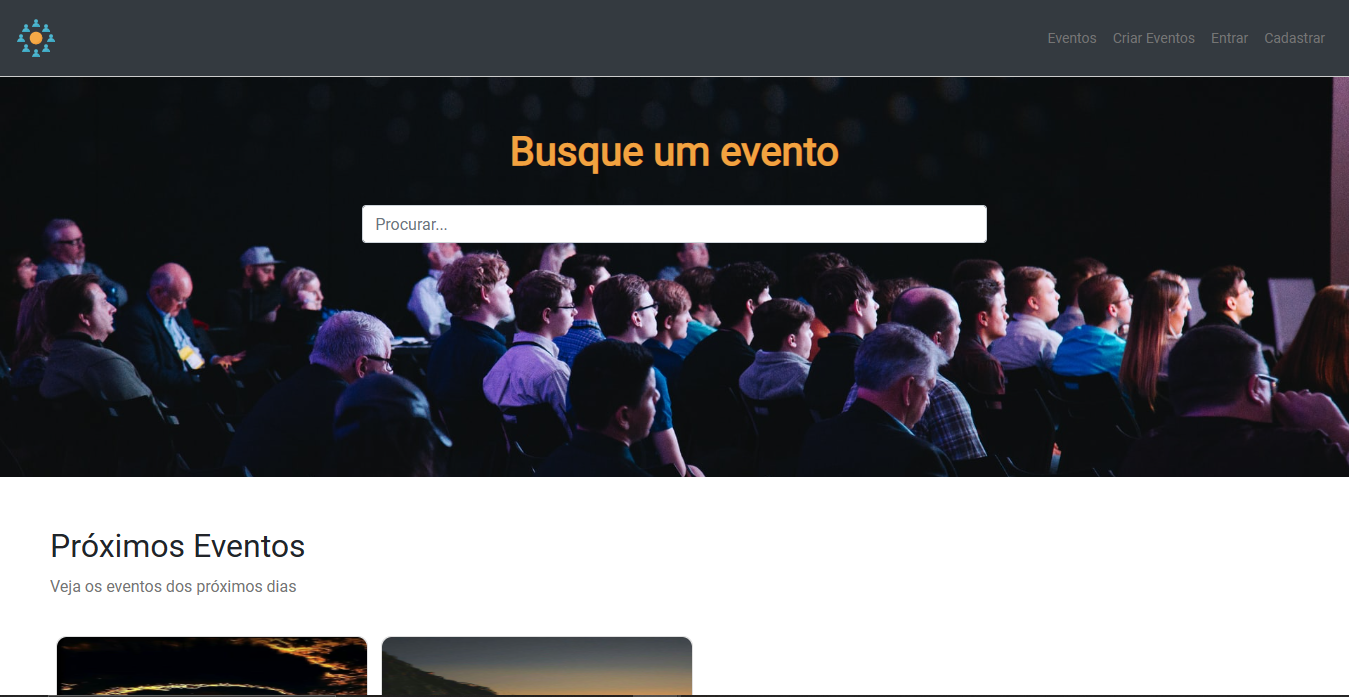 Eventos Criar Eventos Entrar Cadastrar
Busque um evento
Procurar...
Próximos Eventos
Veja os eventos dos próximos dias